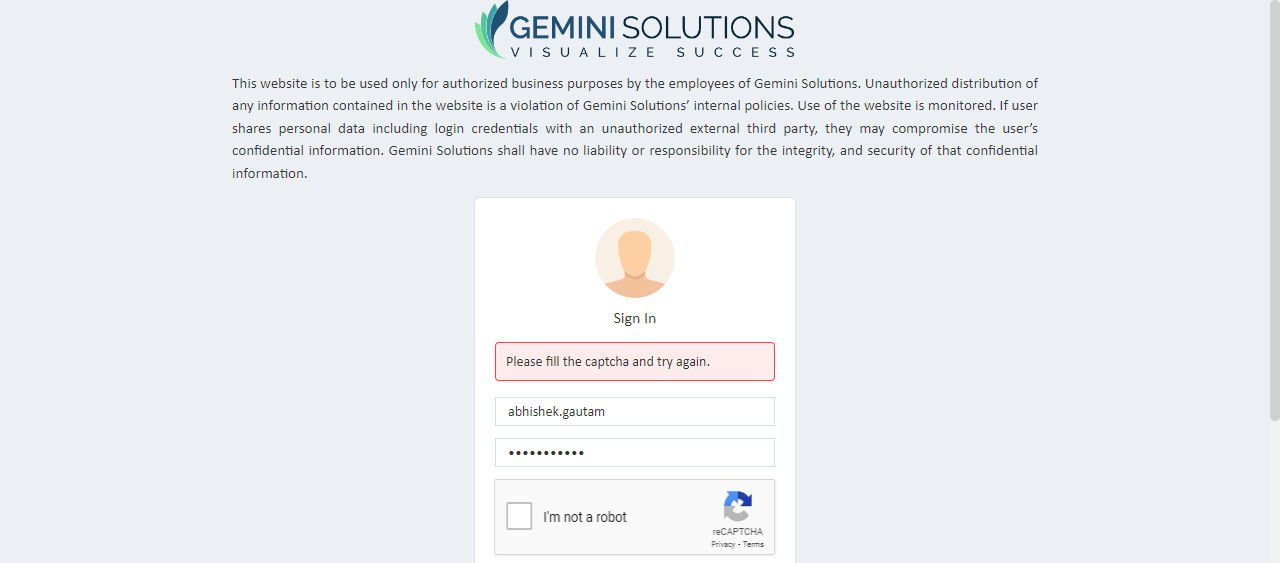 GEMINI SOLUTIONS
VISUALIZE SUCCESS
This website is to be used only for authorized business purposes by the employees of Gemini Solutions. Unauthorized distribution of
any information contained in the website is a violation of Gemini Solutions’ internal policies. Use of the website is monitored. If user
shares personal data including login credentials with an unauthorized external third party, they may compromise the user’s
confidential information. Gemini Solutions shall have no liability or responsibility for the integrity, and security of that confidential
information.
Sign In
Please fill the captcha and try again.
abhishek.gautam
•••••••••••
I'm not a robot
reCAPTCHA
Privacy - Terms